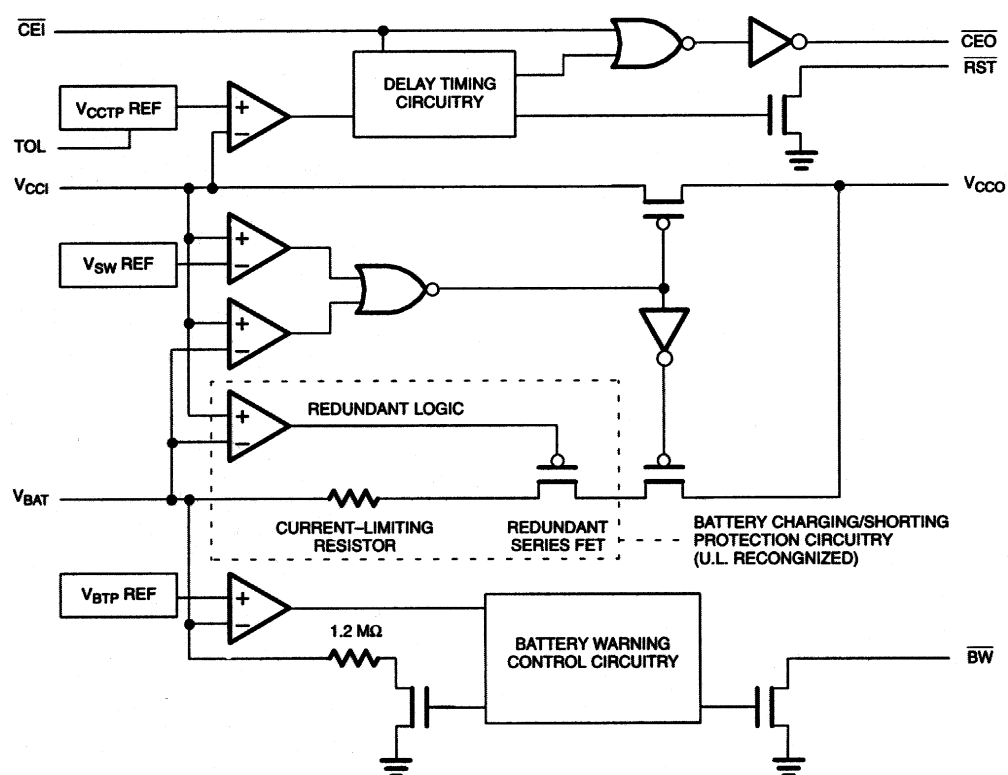 CEI
CEO
RST
DELAY TIMING
CIRCUITRY
VCCTP REF
+
−
TOL
VCCI
VCCO
+
−
VSW REF
+
−
+
−
REDUNDANT LOGIC
VBAT
CURRENT–LIMITING
RESISTOR
REDUNDANT
SERIES FET
BATTERY CHARGING/SHORTING
PROTECTION CIRCUITRY
(U.L. RECONGNIZED)
VBTP REF
+
−
1.2 MΩ
BATTERY WARNING
CONTROL CIRCUITRY
BW